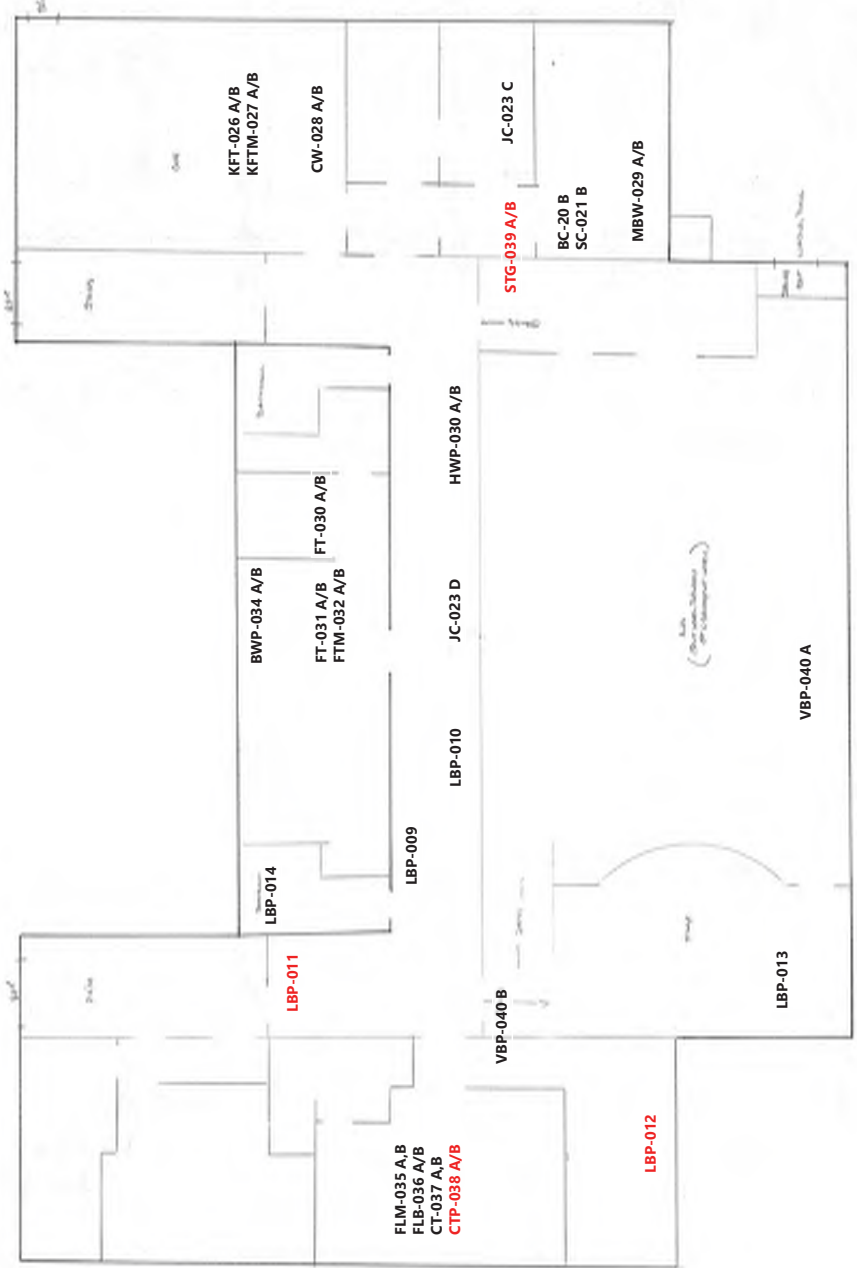 KFT-026 A/B
KFTM-027 A/B
CW-028 A/B
JC-023 C
STG-039 A/B
BC-20 B
SC-021 B
MBW-029 A/B
BWP-034 A/B
FT-030 A/B
FT-031 A/B
FTM-032 A/B
HWP-030 A/B
JC-023 D
LBP-010
LBP-009
LBP-014
LBP-011
VBP-040 A
VBP-040 B
LBP-013
LBP-012
FLM-035 A,B
FLB-036 A/B
CT-037 A,B
CTP-038 A/B